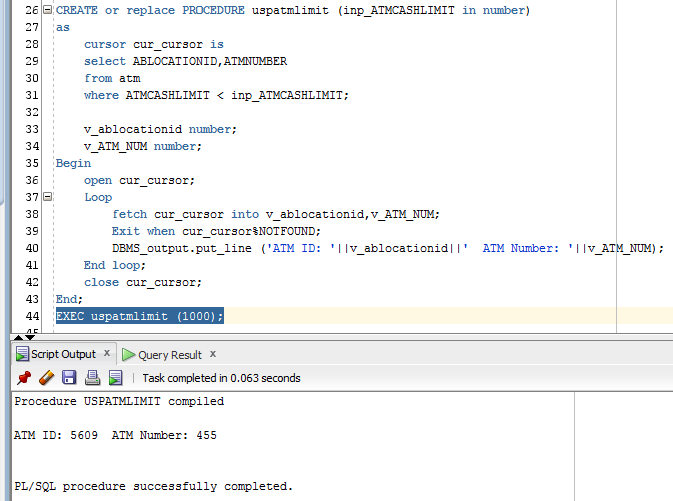 26 CREATE or replace PROCEDURE uspatmlimit (inp_ATMCASHLIMIT in number)
27 as
28 cursor cur_cursor is
29 select ABLOCATIONID,ATMNUMBER
30 from atm
31 where ATMCASHLIMIT < inp_ATMCASHLIMIT;
32
33 v_ablocationid number;
34 v_ATM_NUM number;
35 Begin
36 open cur_cursor;
37 Loop
38 fetch cur_cursor into v_ablocationid,v_ATM_NUM;
39 Exit when cur_cursor%NOTFOUND;
40 DBMS_output.put_line ('ATM ID: '||v_ablocationid||'  ATM Number: '||v_ATM_NUM);
41 End loop;
42 close cur_cursor;
43 End;
44 EXEC uspatmlimit (1000);
45
Script Output x Query Result x
Task completed in 0.063 seconds
Procedure USPATMLIMIT compiled
ATM ID: 5609  ATM Number: 455
PL/SQL procedure successfully completed.